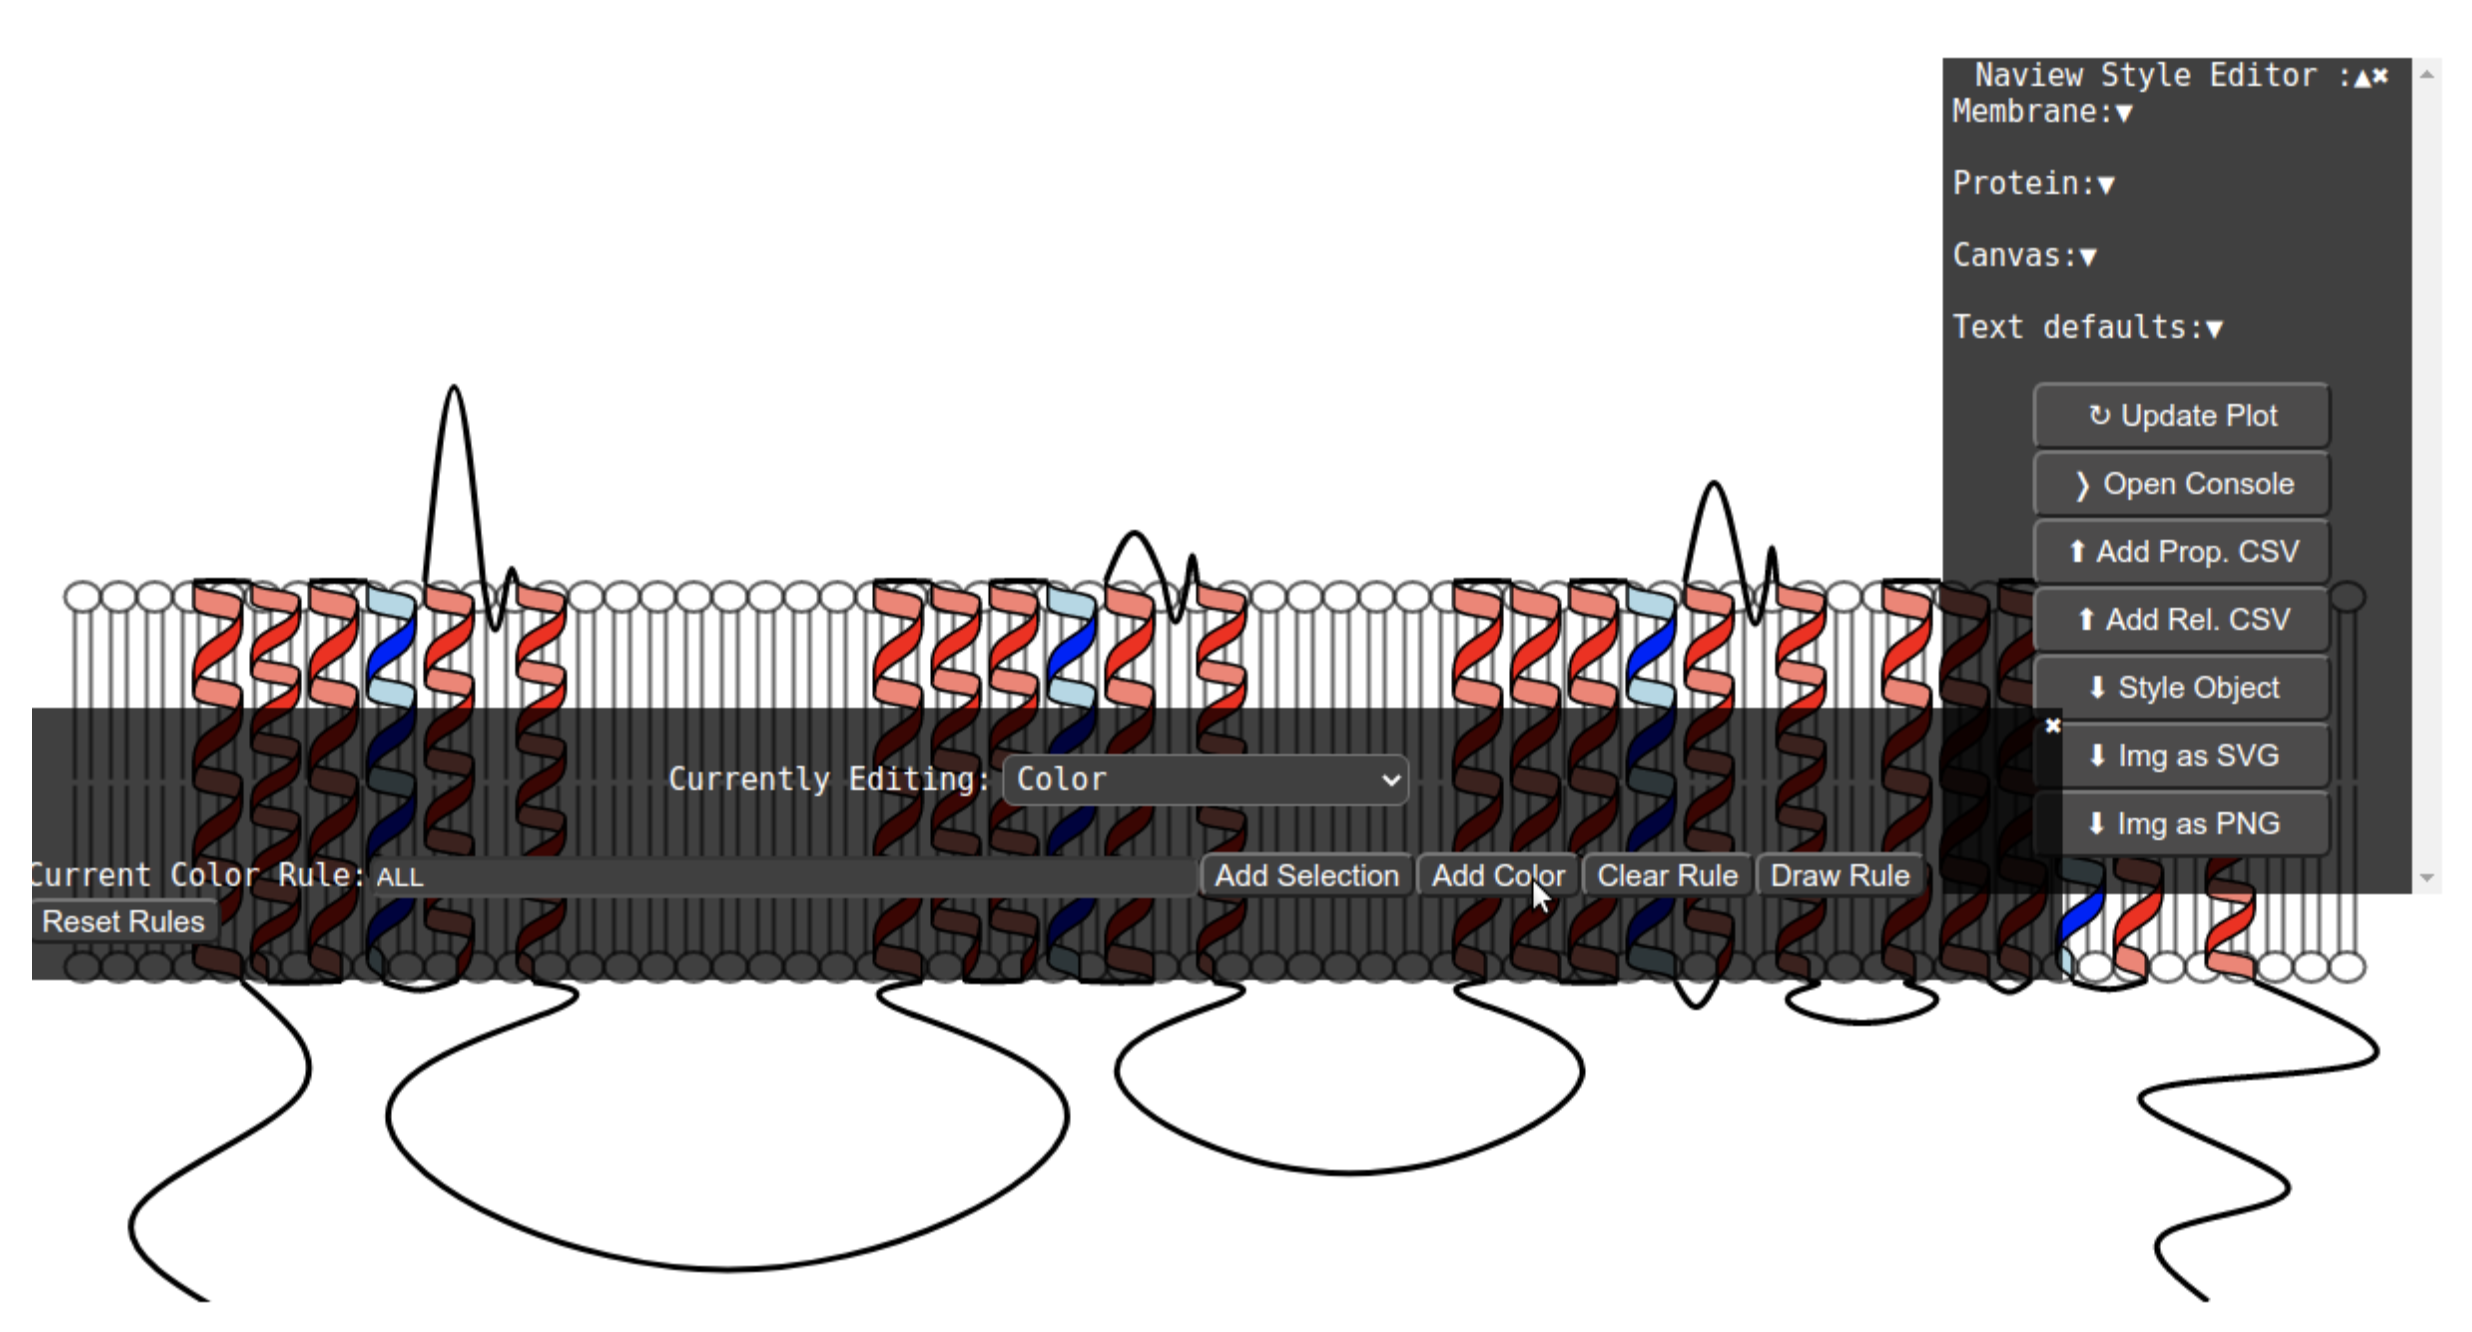 Naview Style Editor :▲✖
Membrane:▼
Protein:▼
Canvas:▼
Text defaults:▼
↻ Update Plot
❭ Open Console
⬆ Add Prop. CSV
⬆ Add Rel. CSV
⬇ Style Object
⬇ Img as SVG
⬇ Img as PNG
✖
Currently Editing: Color
Current Color Rule: ALL Add Selection Add Color Clear Rule Draw Rule
Reset Rules